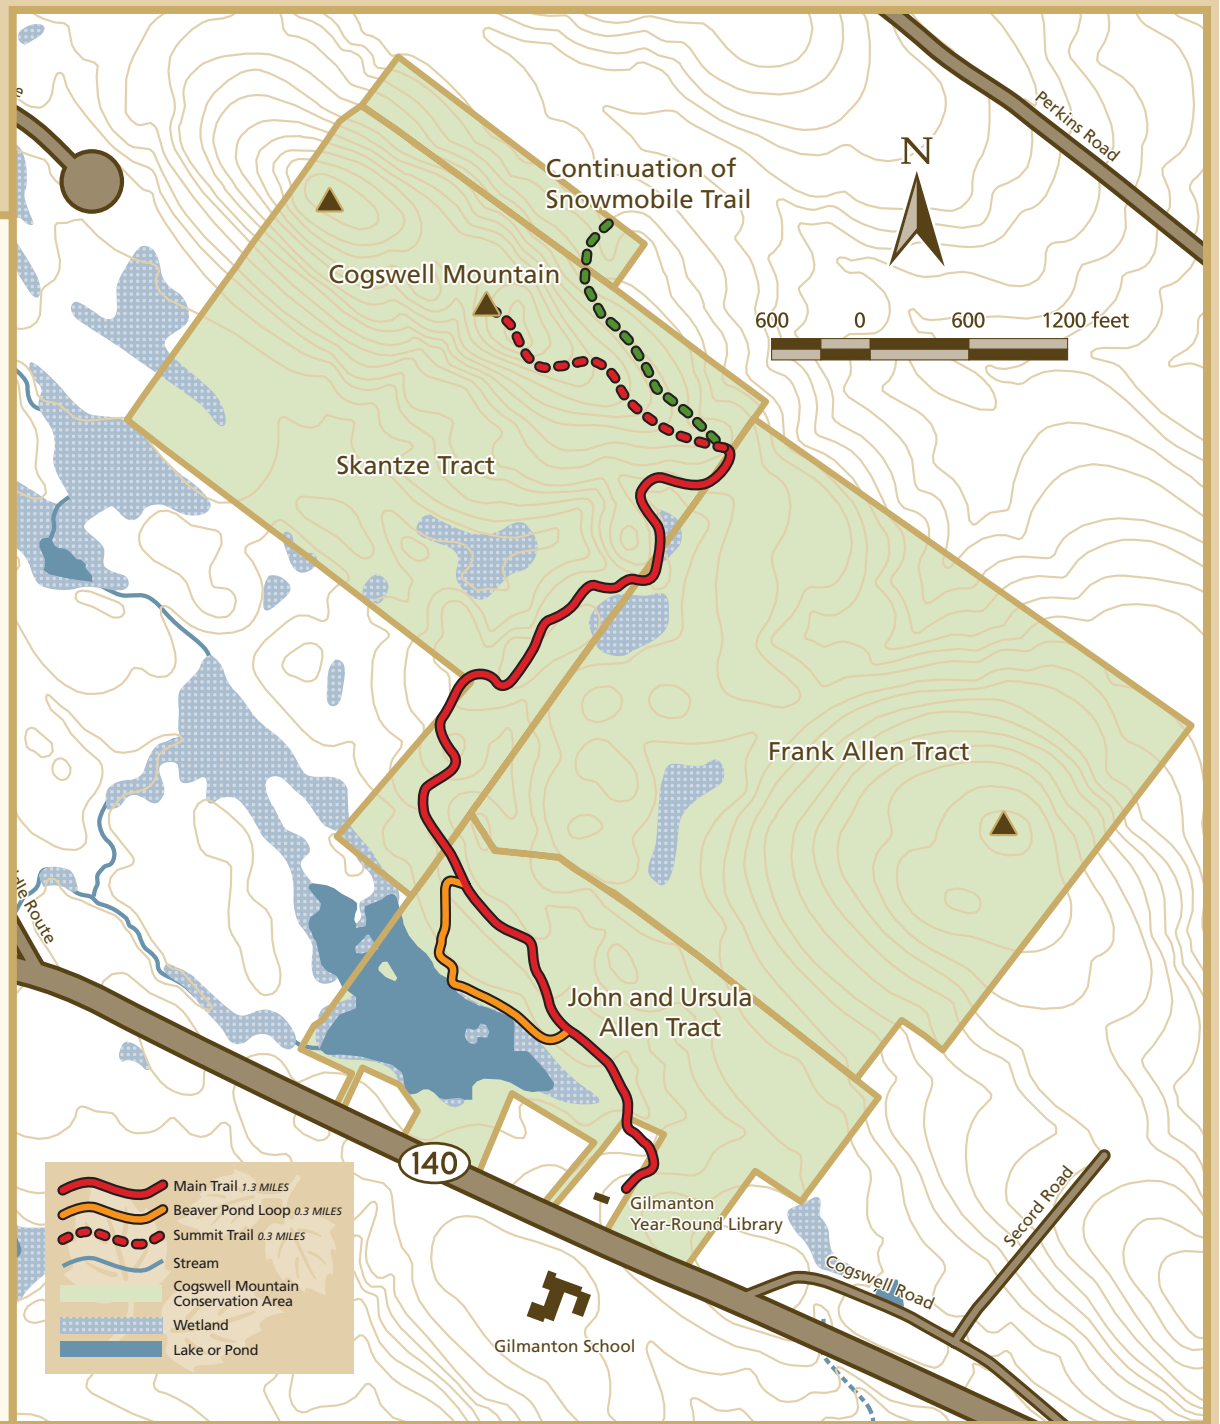 Perkins Road
N
Continuation of
Snowmobile Trail
Cogswell Mountain
600 0 600 1200 feet
Skantze Tract
Frank Allen Tract
John and Ursula
Allen Tract
140
Gilmanton
Year-Round Library
Secord Road
Cogswell Road
Gilmanton School
Main Trail 1.3 MILES
Beaver Pond Loop 0.3 MILES
Summit Trail 0.3 MILES
Stream
Cogswell Mountain
Conservation Area
Wetland
Lake or Pond
Route